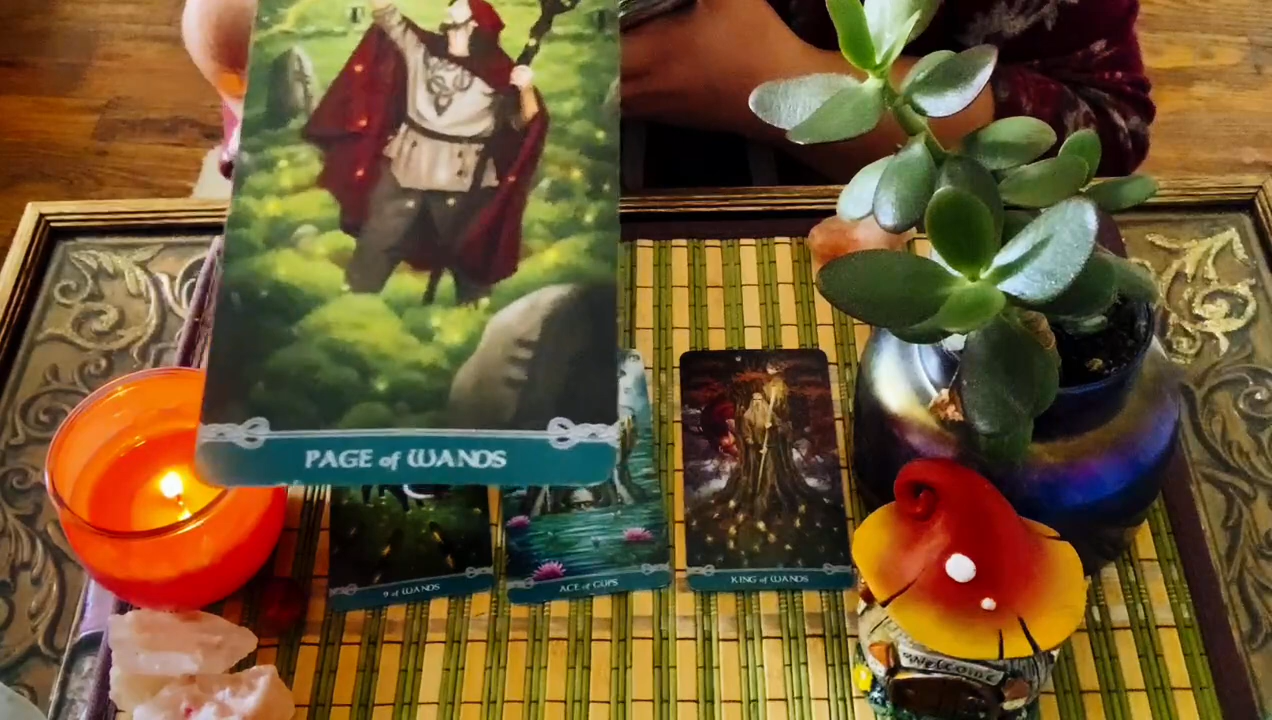 PAGE of WANDS
9 of WANDS
ACE of CUPS
KING of WANDS
Welcome